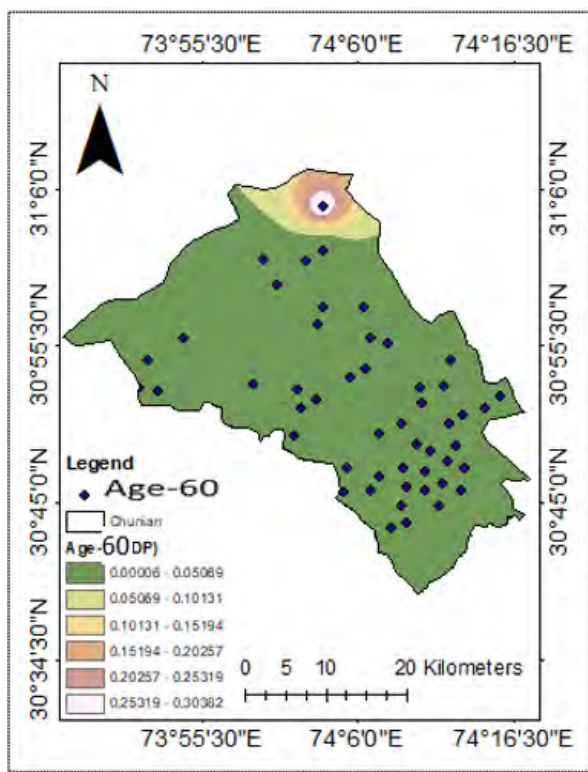 73°55'30"E 74°6'0"E 74°16'30"E
N
31°6'0"N 31°6'0"N
30°55'30"N 30°55'30"N
30°45'0"N 30°45'0"N
30°34'30"N 30°34'30"N
Legend
Age-60
Chunian
Age-60 DP)
0.00006 - 0.05069
0.05069 - 0.10131
0.10131 - 0.15194
0.15194 - 0.20257
0.20257 - 0.25319
0.25319 - 0.30382
0 5 10 20 Kilometers
73°55'30"E 74°6'0"E 74°16'30"E